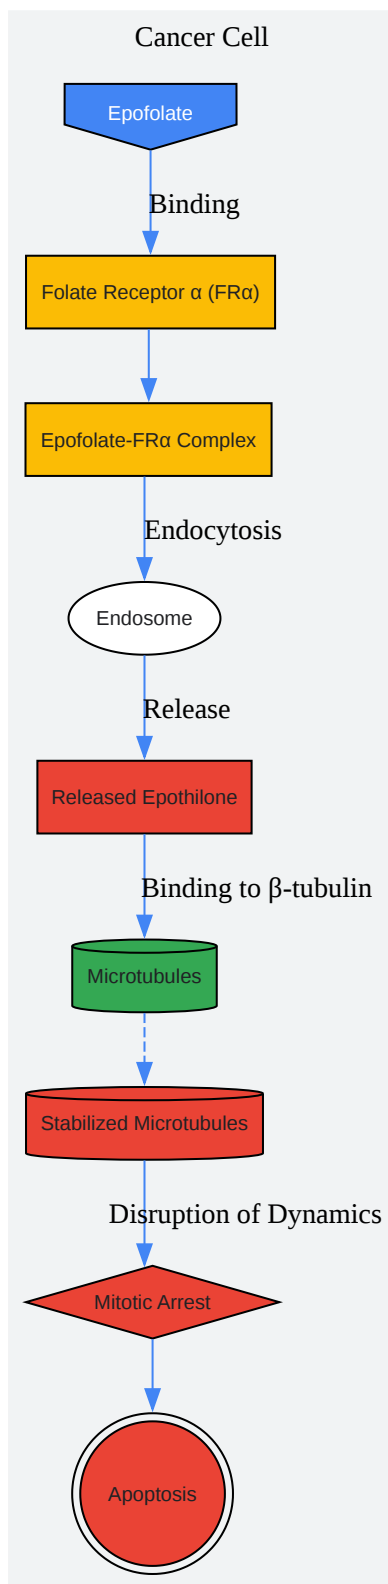 Cancer Cell
Epofolate
Binding
Folate Receptor α (FRα)
Epofolate-FRα Complex
Endocytosis
Endosome
Release
Released Epothilone
Binding to β-tubulin
Microtubules
Stabilized Microtubules
Disruption of Dynamics
Mitotic Arrest
Apoptosis